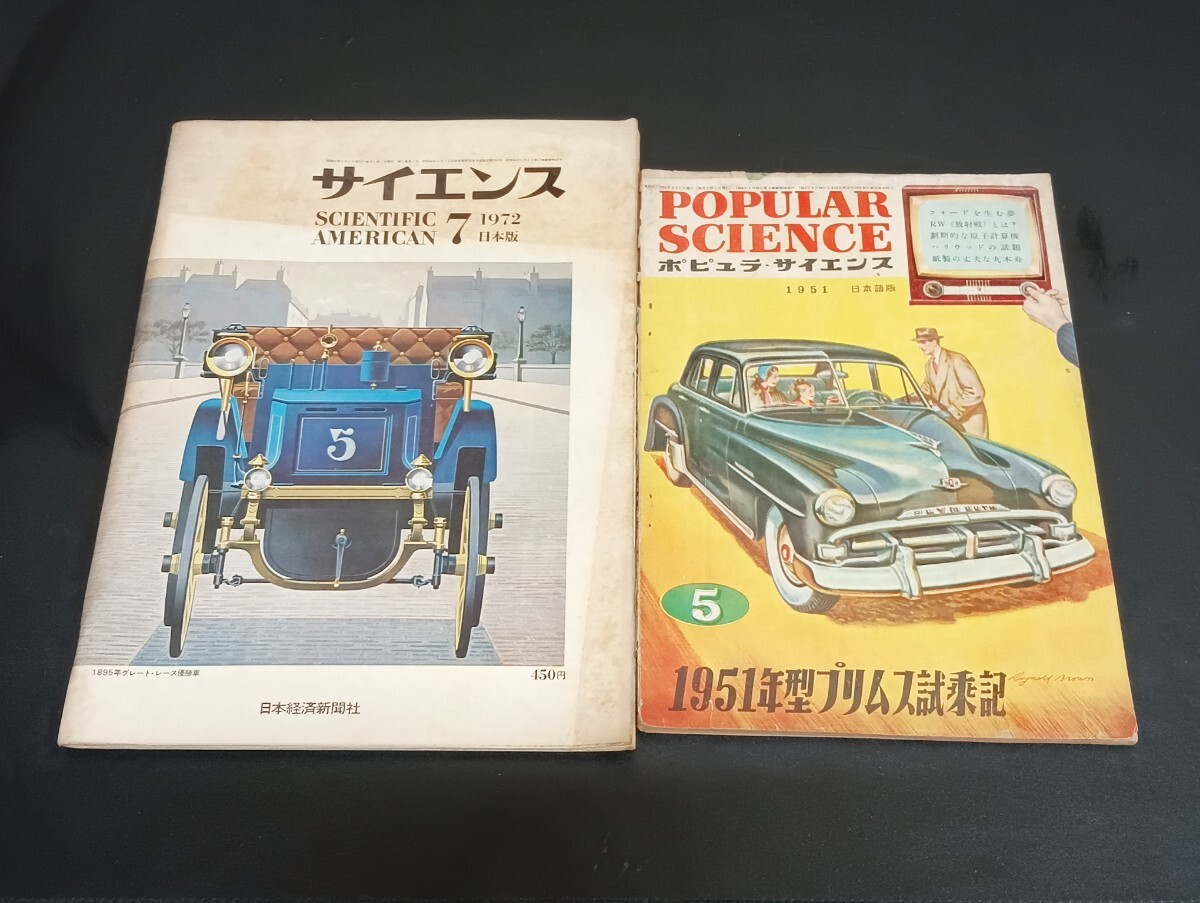 サイエンス
SCIENTIFIC
AMERICAN
7
1972
日本版
5
1895年グレート・レース優勝車
450円
日本経済新聞社
POPULAR
SCIENCE
ポピュラ・サイエンス
1951 日本語版
フォードを生む夢
RW(放射戦)とは?
劃期的な原子計算機
ハリウッドの話題
紙製の丈夫な丸木舟
PLYMOUTH
5
1951年型プリムス試乗記
Reynold Brown